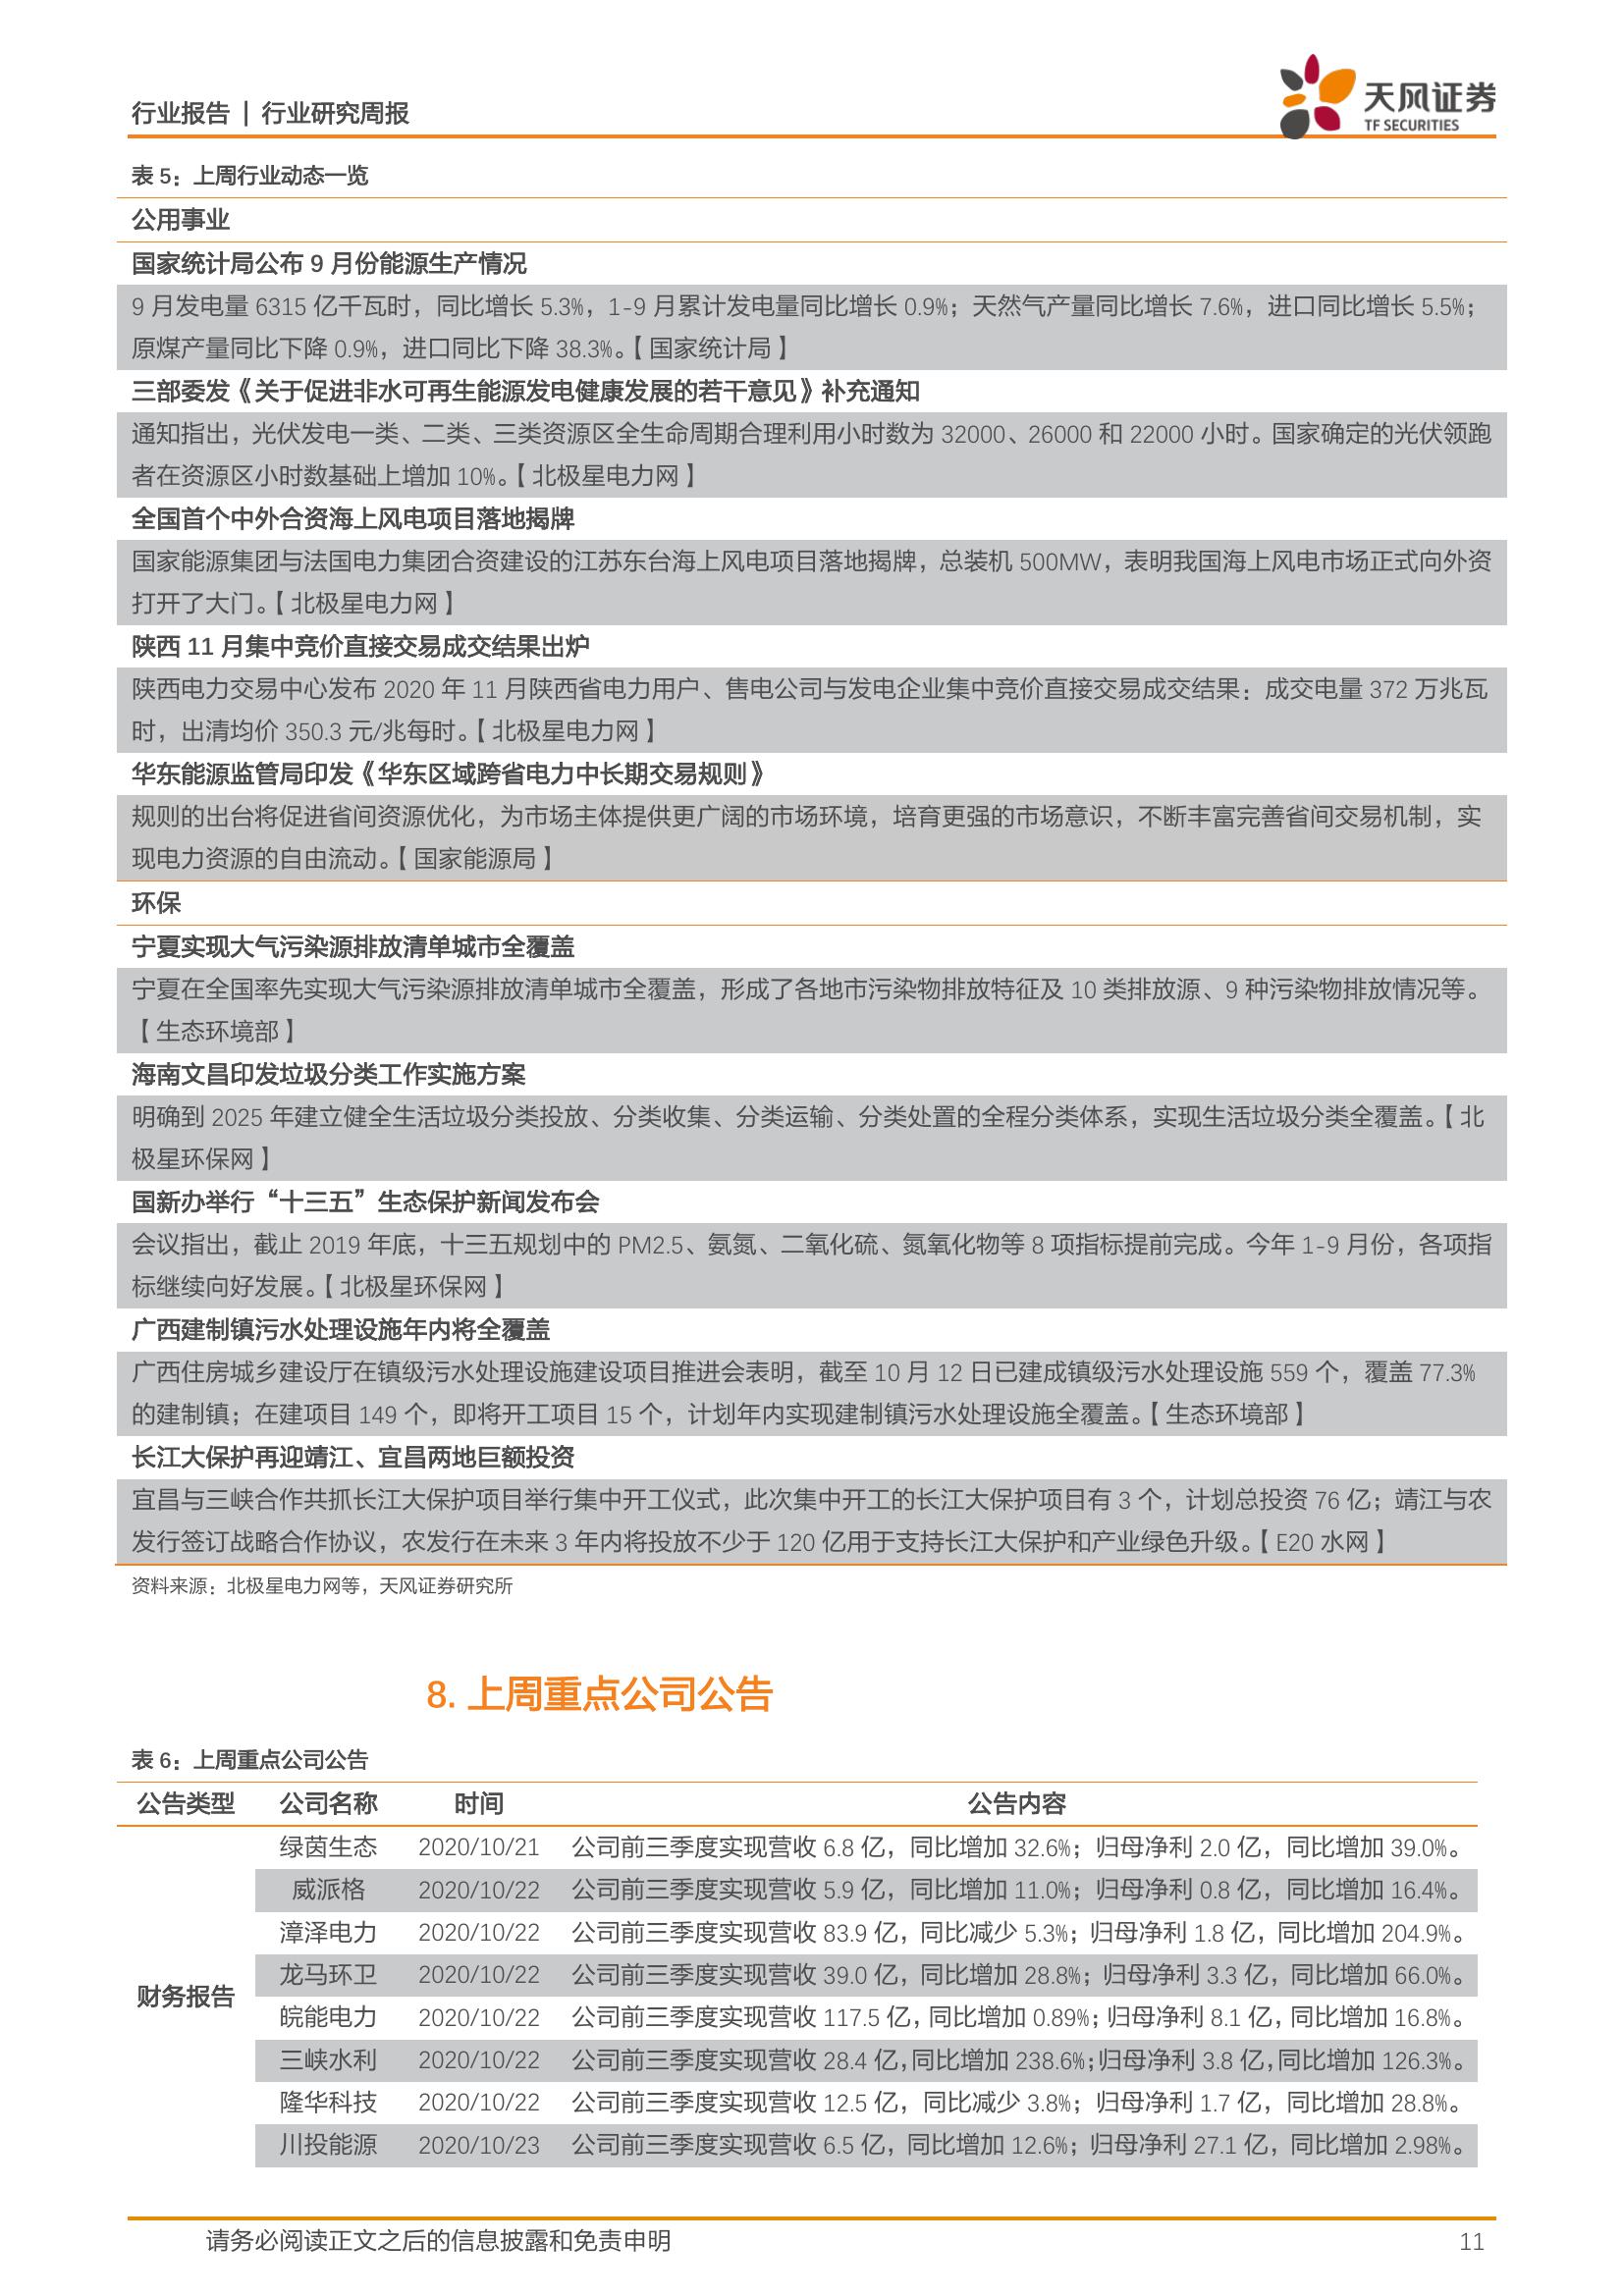 行业报告 | 行业研究周报
天风证券
TF SECURITIES
表 5：上周行业动态一览
公用事业
国家统计局公布 9 月份能源生产情况
9 月发电量 6315 亿千瓦时，同比增长 5.3%，1-9 月累计发电量同比增长 0.9%；天然气产量同比增长 7.6%，进口同比增长 5.5%；
原煤产量同比下降 0.9%，进口同比下降 38.3%。【国家统计局】
三部委发《关于促进非水可再生能源发电健康发展的若干意见》补充通知
通知指出，光伏发电一类、二类、三类资源区全生命周期合理利用小时数为 32000、26000 和 22000 小时。国家确定的光伏领跑
者在资源区小时数基础上增加 10%。【北极星电力网】
全国首个中外合资海上风电项目落地揭牌
国家能源集团与法国电力集团合资建设的江苏东台海上风电项目落地揭牌，总装机 500MW，表明我国海上风电市场正式向外资
打开了大门。【北极星电力网】
陕西 11 月集中竞价直接交易成交结果出炉
陕西电力交易中心发布 2020 年 11 月陕西省电力用户、售电公司与发电企业集中竞价直接交易成交结果：成交电量 372 万兆瓦
时，出清均价 350.3 元/兆每时。【北极星电力网】
华东能源监管局印发《华东区域跨省电力中长期交易规则》
规则的出台将促进省间资源优化，为市场主体提供更广阔的市场环境，培育更强的市场意识，不断丰富完善省间交易机制，实
现电力资源的自由流动。【国家能源局】
环保
宁夏实现大气污染源排放清单城市全覆盖
宁夏在全国率先实现大气污染源排放清单城市全覆盖，形成了各地市污染物排放特征及 10 类排放源、9 种污染物排放情况等。
【生态环境部】
海南文昌印发垃圾分类工作实施方案
明确到 2025 年建立健全生活垃圾分类投放、分类收集、分类运输、分类处置的全程分类体系，实现生活垃圾分类全覆盖。【北
极星环保网】
国新办举行“十三五”生态保护新闻发布会
会议指出，截止 2019 年底，十三五规划中的 PM2.5、氨氮、二氧化硫、氮氧化物等 8 项指标提前完成。今年 1-9 月份，各项指
标继续向好发展。【北极星环保网】
广西建制镇污水处理设施年内将全覆盖
广西住房城乡建设厅在镇级污水处理设施建设项目推进会表明，截至 10 月 12 日已建成镇级污水处理设施 559 个，覆盖 77.3%
的建制镇；在建项目 149 个，即将开工项目 15 个，计划年内实现建制镇污水处理设施全覆盖。【生态环境部】
长江大保护再迎靖江、宜昌两地巨额投资
宜昌与三峡合作共抓长江大保护项目举行集中开工仪式，此次集中开工的长江大保护项目有 3 个，计划总投资 76 亿；靖江与农
发行签订战略合作协议，农发行在未来 3 年内将投放不少于 120 亿用于支持长江大保护和产业绿色升级。【E20 水网】
资料来源：北极星电力网等，天风证券研究所
8. 上周重点公司公告
表 6：上周重点公司公告
公告类型 公司名称 时间 公告内容
绿茵生态 2020/10/21 公司前三季度实现营收 6.8 亿，同比增加 32.6%；归母净利 2.0 亿，同比增加 39.0%。
威派格 2020/10/22 公司前三季度实现营收 5.9 亿，同比增加 11.0%；归母净利 0.8 亿，同比增加 16.4%。
漳泽电力 2020/10/22 公司前三季度实现营收 83.9 亿，同比减少 5.3%；归母净利 1.8 亿，同比增加 204.9%。
龙马环卫 2020/10/22 公司前三季度实现营收 39.0 亿，同比增加 28.8%；归母净利 3.3 亿，同比增加 66.0%。
财务报告
皖能电力 2020/10/22 公司前三季度实现营收 117.5 亿，同比增加 0.89%；归母净利 8.1 亿，同比增加 16.8%。
三峡水利 2020/10/22 公司前三季度实现营收 28.4 亿，同比增加 238.6%；归母净利 3.8 亿，同比增加 126.3%。
隆华科技 2020/10/22 公司前三季度实现营收 12.5 亿，同比减少 3.8%；归母净利 1.7 亿，同比增加 28.8%。
川投能源 2020/10/23 公司前三季度实现营收 6.5 亿，同比增加 12.6%；归母净利 27.1 亿，同比增加 2.98%。
请务必阅读正文之后的信息披露和免责申明 11